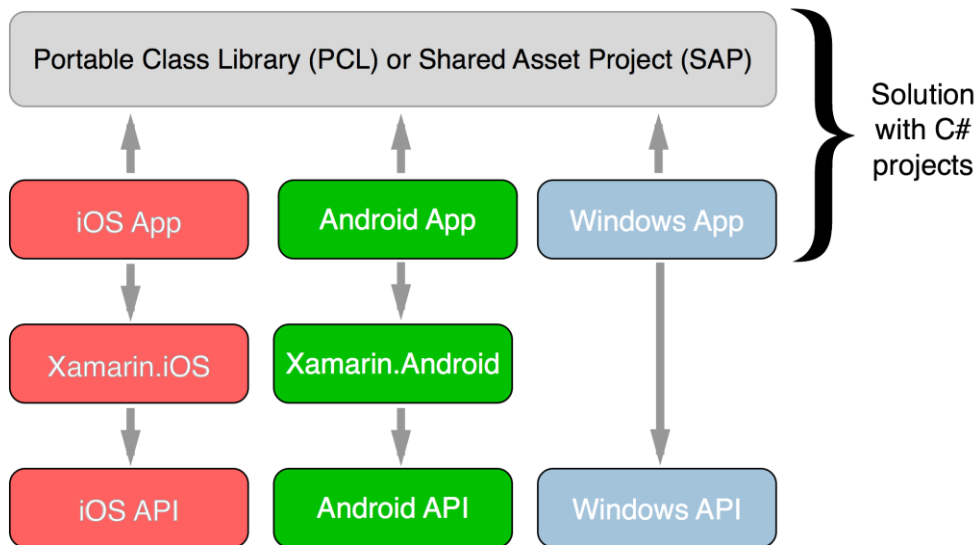 Portable Class Library (PCL) or Shared Asset Project (SAP)
Solution
with C#
projects
iOS App
Android App
Windows App
Xamarin.iOS
Xamarin.Android
iOS API
Android API
Windows API